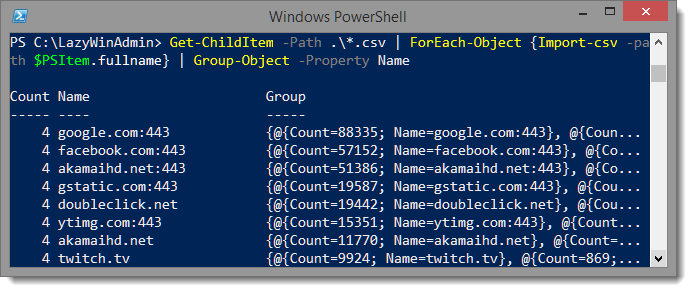 Windows PowerShell
PS C:\LazyWinAdmin> Get-ChildItem -Path .\*.csv | ForEach-Object {Import-csv -pa
th $PSItem.fullname} | Group-Object -Property Name
Count Name Group
----- ---- -----
4 google.com:443 {@{Count=88335; Name=google.com:443}, @{Coun...
4 facebook.com:443 {@{Count=57152; Name=facebook.com:443}, @{Co...
4 akamaihd.net:443 {@{Count=51386; Name=akamaihd.net:443}, @{Co...
4 gstatic.com:443 {@{Count=19587; Name=gstatic.com:443}, @{Cou...
4 doubleclick.net {@{Count=19442; Name=doubleclick.net}, @{Cou...
4 ytimg.com:443 {@{Count=15351; Name=ytimg.com:443}, @{Count...
4 akamaihd.net {@{Count=11770; Name=akamaihd.net}, @{Count=...
4 twitch.tv {@{Count=9924; Name=twitch.tv}, @{Count=869;...